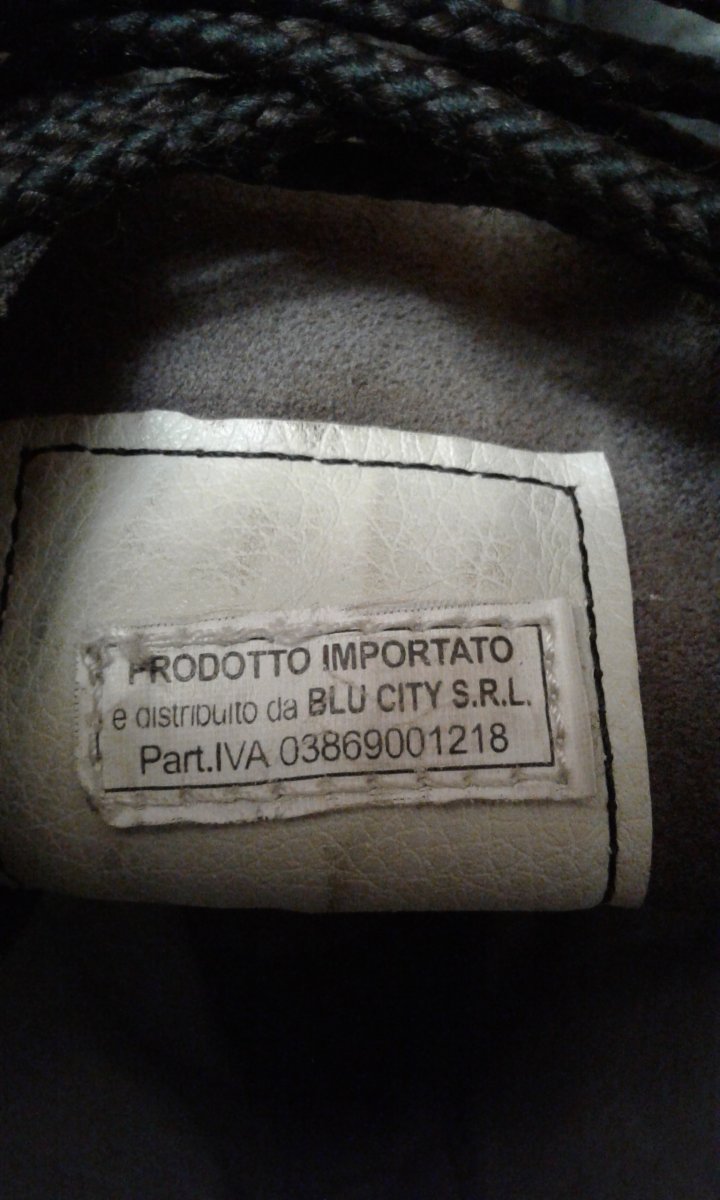 PRODOTTO IMPORTATO
e distribuito da BLU CITY S.R.L.
Part.IVA 03869001218